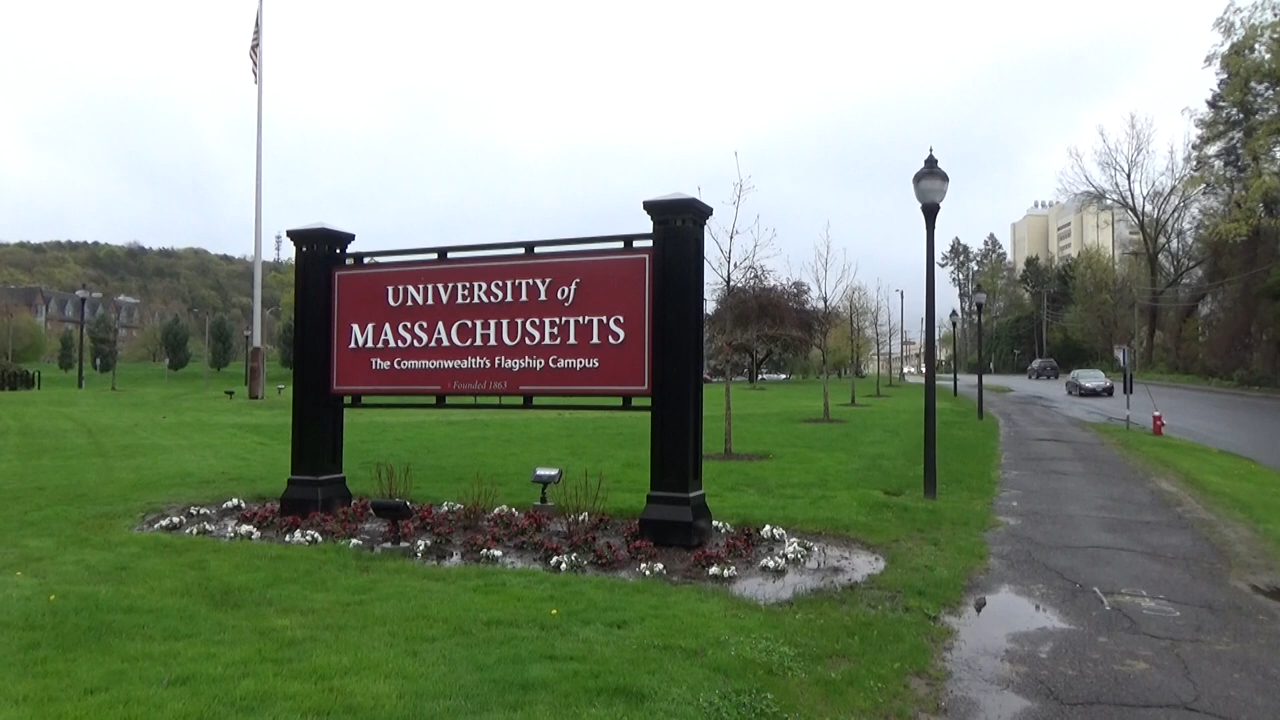 UNIVERSITY of
MASSACHUSETTS
The Commonwealth's Flagship Campus
Founded 1863